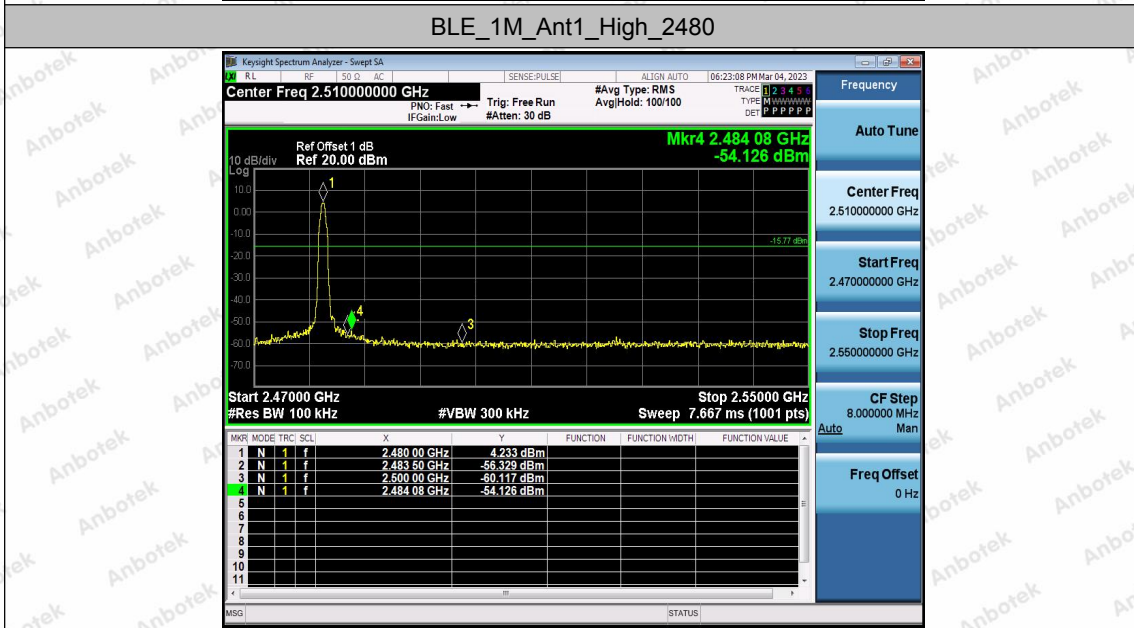 BLE_1M_Ant1_High_2480
Keysight Spectrum Analyzer - Swept SA
LXI RL RF 50 Ω AC SENSE:PULSE ALIGN AUTO 06:23:08 PM Mar 04, 2023
Center Freq 2.510000000 GHz
PNO: Fast
IFGain:Low
Trig: Free Run
#Atten: 30 dB
#Avg Type: RMS
Avg|Hold: 100/100
TRACE 1 2 3 4 5 6
TYPE M W W W W W
DET P P P P P P
Mkr4 2.484 08 GHz
-54.126 dBm
Ref Offset 1 dB
10 dB/div Ref 20.00 dBm
Log
10.0
0.00
-10.0
-20.0
-30.0
-40.0
-50.0
-60.0
-70.0
1
4
3
-15.77 dBm
Start 2.47000 GHz Stop 2.55000 GHz
#Res BW 100 kHz #VBW 300 kHz Sweep 7.667 ms (1001 pts)
MKR MODE TRC SCL X Y FUNCTION FUNCTION WIDTH FUNCTION VALUE
1 N 1 f 2.480 00 GHz 4.233 dBm
2 N 1 f 2.483 50 GHz -56.329 dBm
3 N 1 f 2.500 00 GHz -60.117 dBm
4 N 1 f 2.484 08 GHz -54.126 dBm
5
6
7
8
9
10
11
MSG STATUS
Frequency
Auto Tune
Center Freq
2.510000000 GHz
Start Freq
2.470000000 GHz
Stop Freq
2.550000000 GHz
CF Step
8.000000 MHz
Auto Man
Freq Offset
0 Hz
Anbotek